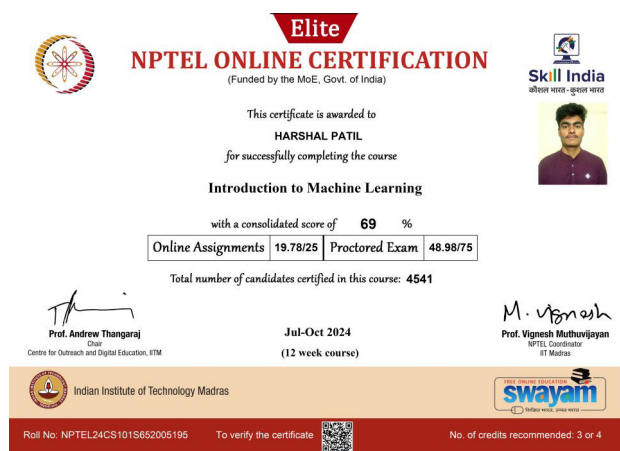 Elite
NPTEL ONLINE CERTIFICATION
(Funded by the MoE, Govt. of India)
Skill India
कौशल भारत - कुशल भारत
This certificate is awarded to
HARSHAL PATIL
for successfully completing the course
Introduction to Machine Learning
with a consolidated score of 69 %
Online Assignments 19.78/25 Proctored Exam 48.98/75
Total number of candidates certified in this course: 4541
M. Vignesh
Prof. Andrew Thangaraj
Chair
Centre for Outreach and Digital Education, IITM
Jul-Oct 2024
(12 week course)
Prof. Vignesh Muthuvijayan
NPTEL Coordinator
IIT Madras
Indian Institute of Technology Madras
FREE ONLINE EDUCATION
swayam
शिक्षित भारत, उन्नत भारत
Roll No: NPTEL24CS101S652005195 To verify the certificate No. of credits recommended: 3 or 4